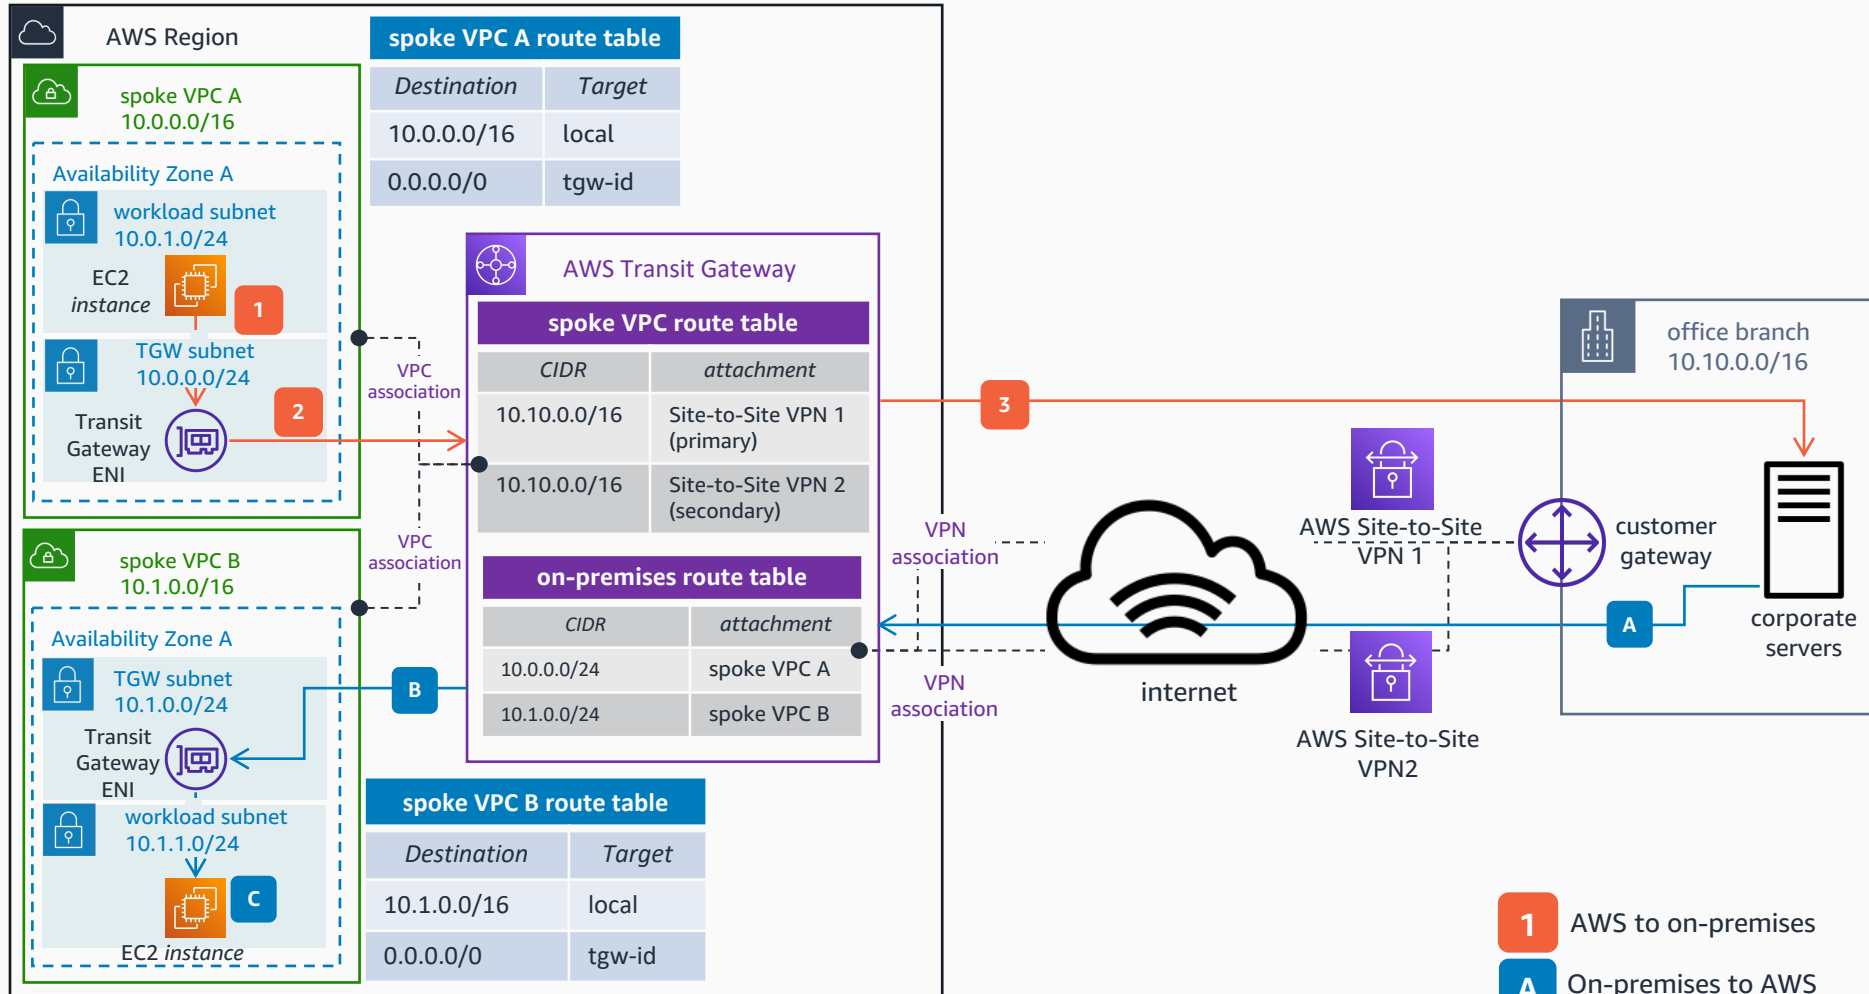 AWS Region
spoke VPC A
10.0.0.0/16
Availability Zone A
workload subnet
10.0.1.0/24
EC2
instance
1
TGW subnet
10.0.0.0/24
Transit
Gateway
ENI
2
spoke VPC B
10.1.0.0/16
Availability Zone A
TGW subnet
10.1.0.0/24
Transit
Gateway
ENI
workload subnet
10.1.1.0/24
C
EC2 instance
spoke VPC A route table
Destination Target
10.0.0.0/16 local
0.0.0.0/0 tgw-id
VPC
association
VPC
association
B
AWS Transit Gateway
spoke VPC route table
CIDR attachment
10.10.0.0/16 Site-to-Site VPN 1
(primary)
10.10.0.0/16 Site-to-Site VPN 2
(secondary)
on-premises route table
CIDR attachment
10.0.0.0/24 spoke VPC A
10.1.0.0/24 spoke VPC B
spoke VPC B route table
Destination Target
10.1.0.0/16 local
0.0.0.0/0 tgw-id
3
VPN
association
VPN
association
internet
AWS Site-to-Site
VPN 1
AWS Site-to-Site
VPN2
office branch
10.10.0.0/16
customer
gateway
A
corporate
servers
1 AWS to on-premises
A On-premises to AWS